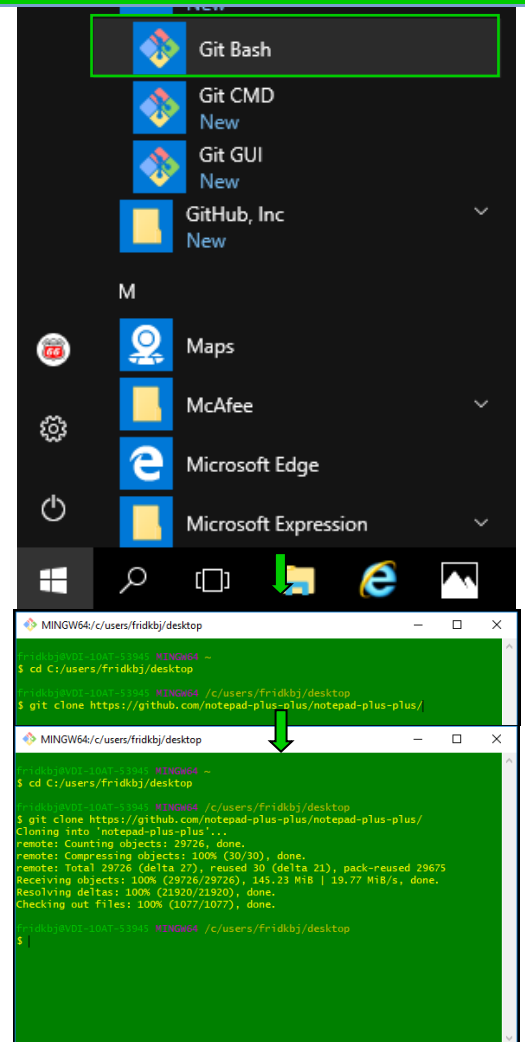 New
Git Bash
Git CMD
New
Git GUI
New
GitHub, Inc
New
M
66
Maps
McAfee
Microsoft Edge
Microsoft Expression
MINGW64:/c/users/fridkbj/desktop
fridkbj@VDI-10AT-53945 MINGW64 ~
$ cd C:/users/fridkbj/desktop
fridkbj@VDI-10AT-53945 MINGW64 /c/users/fridkbj/desktop
$ git clone https://github.com/notepad-plus-plus/notepad-plus-plus/
MINGW64:/c/users/fridkbj/desktop
fridkbj@VDI-10AT-53945 MINGW64 ~
$ cd C:/users/fridkbj/desktop
fridkbj@VDI-10AT-53945 MINGW64 /c/users/fridkbj/desktop
$ git clone https://github.com/notepad-plus-plus/notepad-plus-plus/
Cloning into 'notepad-plus-plus'...
remote: Counting objects: 29726, done.
remote: Compressing objects: 100% (30/30), done.
remote: Total 29726 (delta 27), reused 30 (delta 21), pack-reused 29675
Receiving objects: 100% (29726/29726), 145.23 MiB | 19.77 MiB/s, done.
Resolving deltas: 100% (21920/21920), done.
Checking out files: 100% (1077/1077), done.
fridkbj@VDI-10AT-53945 MINGW64 /c/users/fridkbj/desktop
$